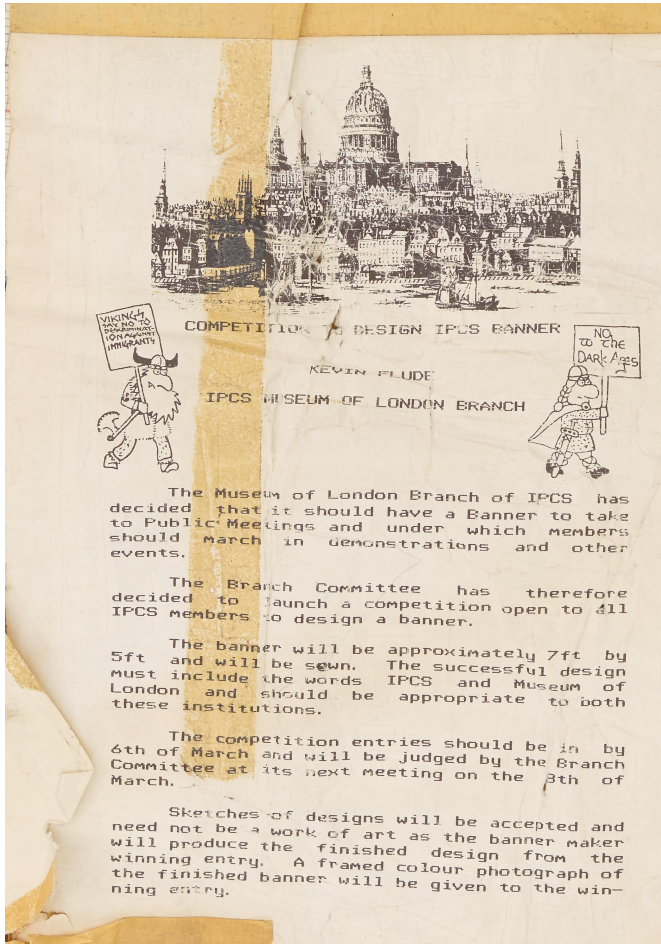 VIKINGS
SAY NO TO
DISCRIMINAT-
ION AGAINST
IMMIGRANTS
NO
to the
DARK Ages
COMPETITION TO DESIGN IPCS BANNER
KEVIN FLUDE
IPCS MUSEUM OF LONDON BRANCH
The Museum of London Branch of IPCS has
decided that it should have a Banner to take
to Public Meetings and under which members
should march in demonstrations and other
events.
The Branch Committee has therefore
decided to launch a competition open to all
IPCS members to design a banner.
The banner will be approximately 7ft by
5ft and will be sewn. The successful design
must include the words IPCS and Museum of
London and should be appropriate to both
these institutions.
The competition entries should be in by
6th of March and will be judged by the Branch
Committee at its next meeting on the 8th of
March.
Sketches of designs will be accepted and
need not be a work of art as the banner maker
will produce the finished design from the
winning entry. A framed colour photograph of
the finished banner will be given to the win-
ning entry.